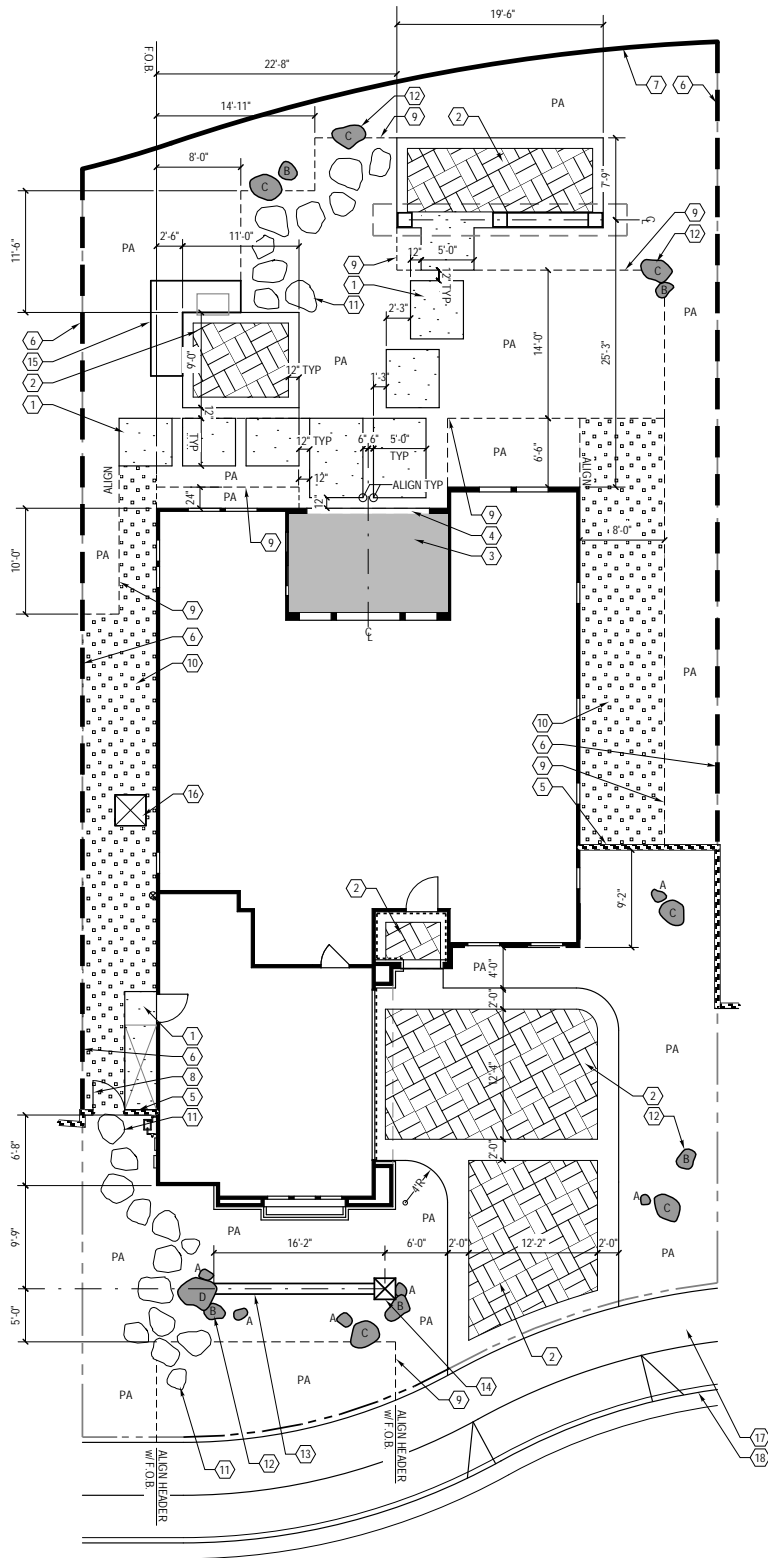 19'-6"
F.O.B.
22'-8"
PA
7
6
12
14'-11"
9
2
C
8'-0"
B
C
7'-9"
PA
2'-6"
11'-0"
℄
9
12
11'-6"
12"
5'-0"
9
C
1
12" TYP.
B
11
2'-3"
PA
6
15
9'-0"
PA
PA
14'-0"
25'-3"
2
12" TYP
1'-3"
1
12"
TYP
12" TYP
6"
6"
5'-0"
TYP
PA
6'-6"
ALIGN
ALIGN
PA
12"
ALIGN TYP
24"
PA
12"
9
4
9
3
8'-0"
10'-0"
PA
9
℄
6
10
PA
10
6
9
5
16
2
A
C
9'-2"
PA
4'-0"
2'-0"
1
6
8
5
11
PA
12'-4"
2
12
2'-0"
B
6'-8"
4'R
A
C
9'-9"
PA
PA
16'-2"
6'-0"
2'-0"
12'-2"
2'-0"
PA
PA
A
D
B
A
A
B
A
C
PA
5'-0"
2
PA
PA
14
9
11
12
13
17
18
ALIGN HEADER
w/ F.O.B.
ALIGN HEADER
w/ F.O.B.